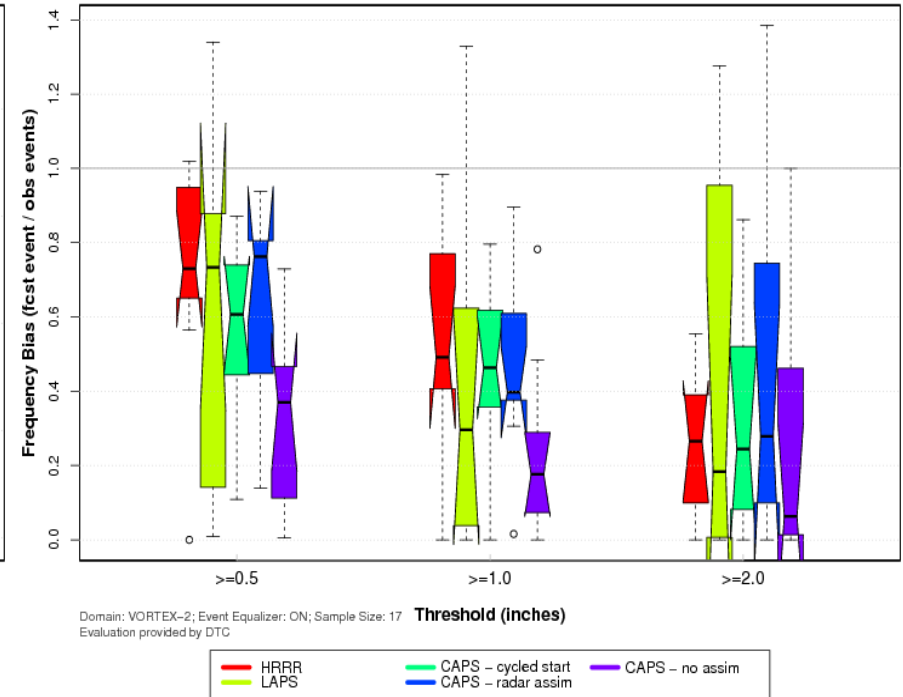 Frequency Bias (fcst event / obs events)
1.4
1.2
1.0
0.8
0.6
0.4
0.2
0.0
>=0.5 >=1.0 >=2.0
Threshold (inches)
Domain: VORTEX-2; Event Equalizer: ON; Sample Size: 17
Evaluation provided by DTC
HRRR CAPS - cycled start CAPS - no assim
LAPS CAPS - radar assim